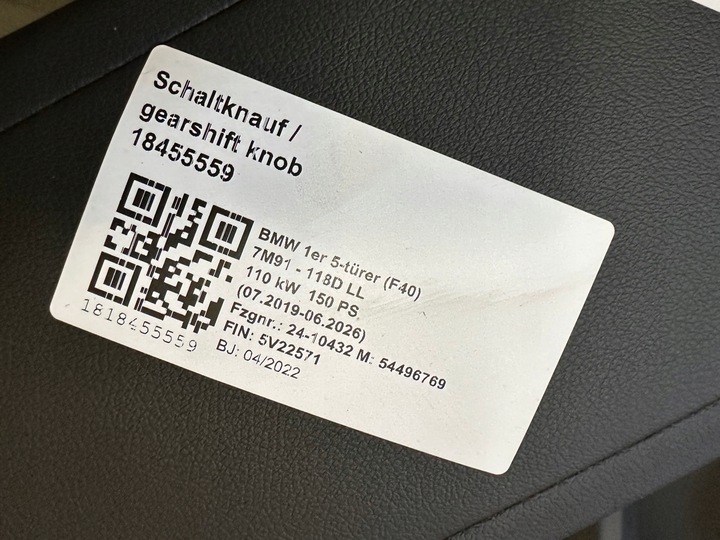 Schaltknauf /
gearshift knob
18455559
BMW 1er 5-türer (F40)
7M91 - 118D LL
110 kW 150 PS
(07.2019-06.2026)
Fzgnr.: 24-10432 M: 54496769
FIN: 5V22571
BJ: 04/2022
1818455559